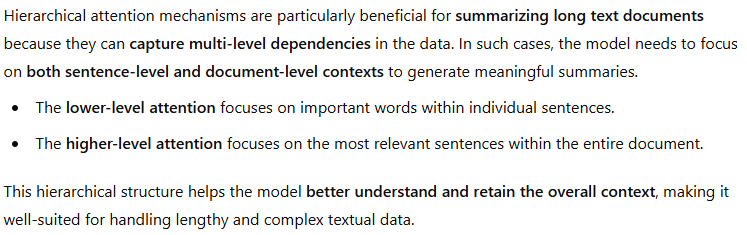 Hierarchical attention mechanisms are particularly beneficial for summarizing long text documents
because they can capture multi-level dependencies in the data. In such cases, the model needs to focus
on both sentence-level and document-level contexts to generate meaningful summaries.
• The lower-level attention focuses on important words within individual sentences.
• The higher-level attention focuses on the most relevant sentences within the entire document.
This hierarchical structure helps the model better understand and retain the overall context, making it
well-suited for handling lengthy and complex textual data.